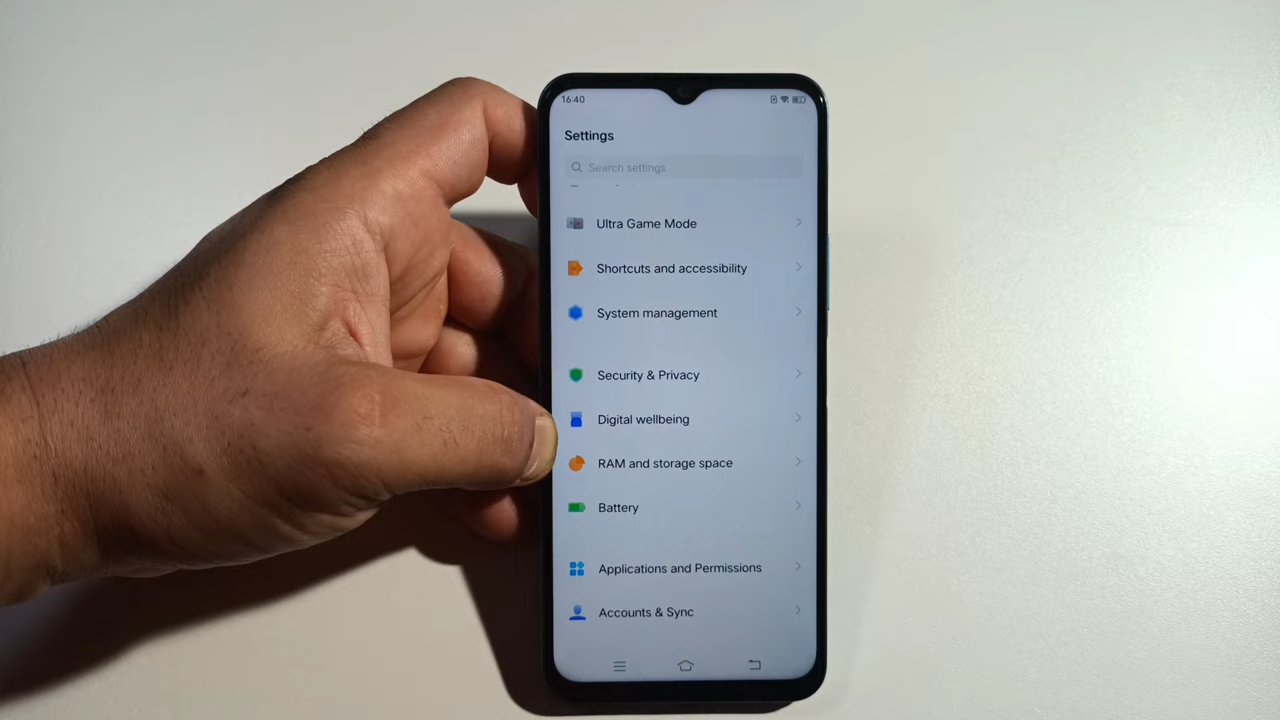 16:40
Settings
Search settings
Ultra Game Mode
Shortcuts and accessibility
System management
Security & Privacy
Digital wellbeing
RAM and storage space
Battery
Applications and Permissions
Accounts & Sync